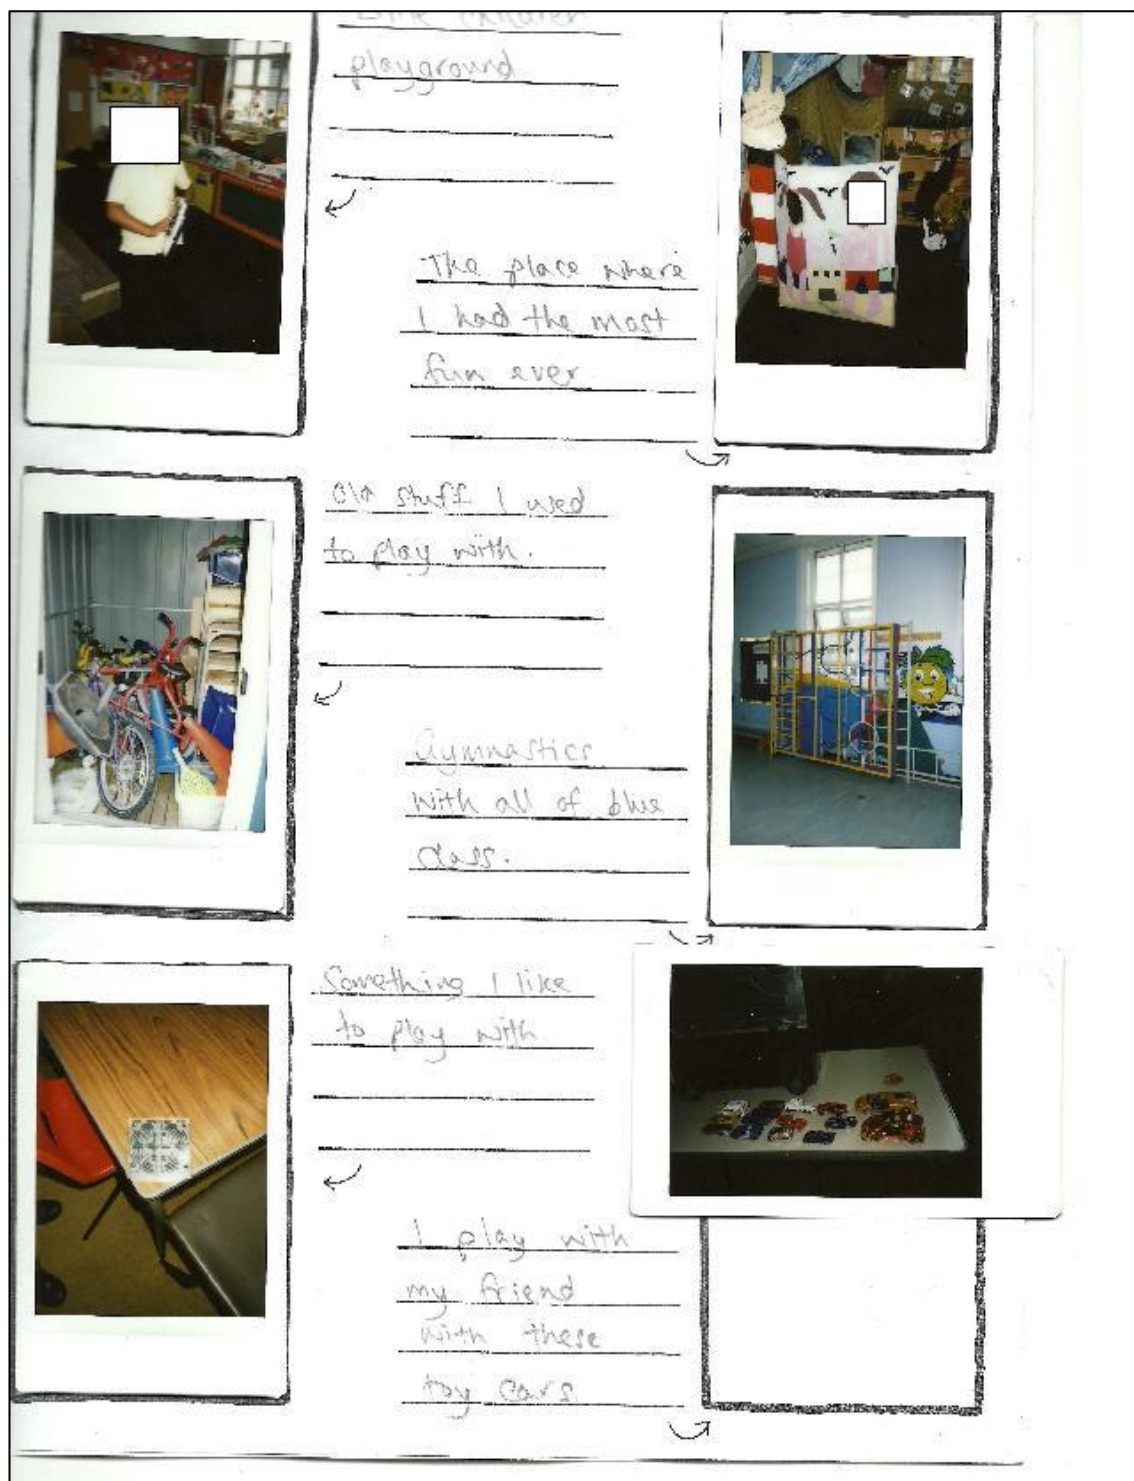 children
playground
The place where
I had the most
fun ever
stuff I used
to play with.
Gymnastics
with all of blue
class.
Something I like
to play with
I play with
my friend
with these
toy cars